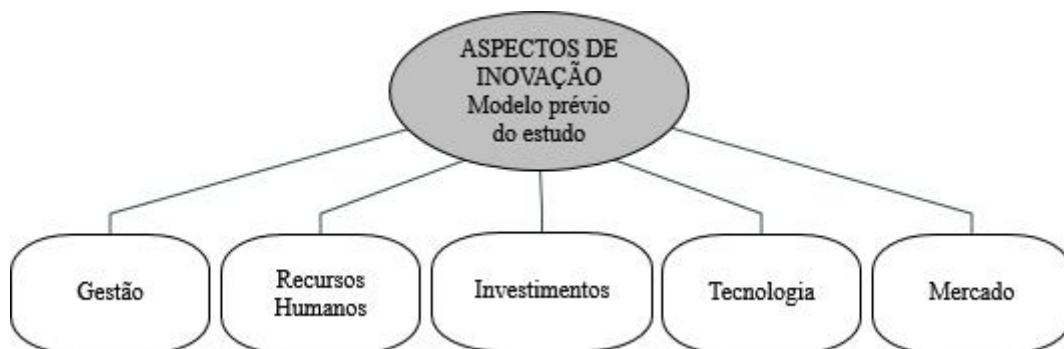 ASPECTOS DE
INOVAÇÃO
Modelo prévio
do estudo
Gestão
Recursos
Humanos
Investimentos
Tecnologia
Mercado